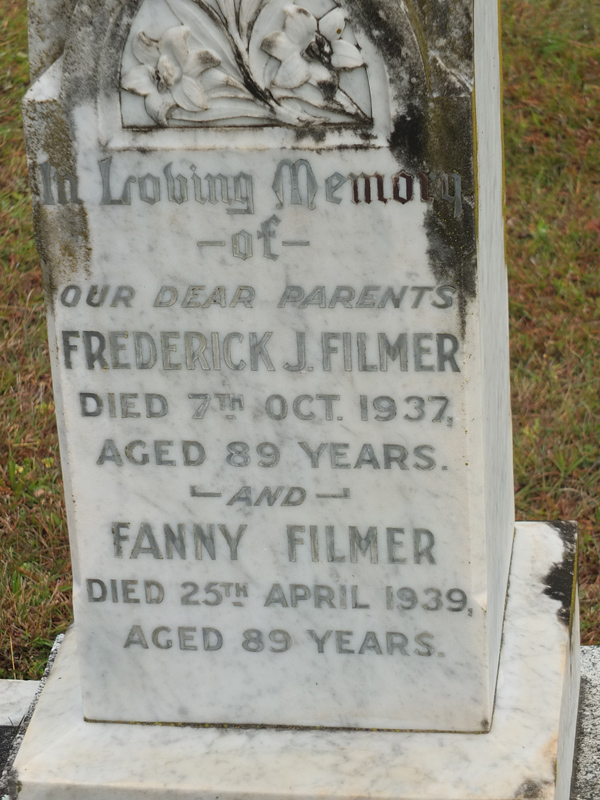 In Loving Memory
-of-
OUR DEAR PARENTS
FREDERICK J. FILMER
DIED 7TH OCT. 1937,
AGED 89 YEARS.
- AND -
FANNY FILMER
DIED 25TH APRIL 1939,
AGED 89 YEARS.